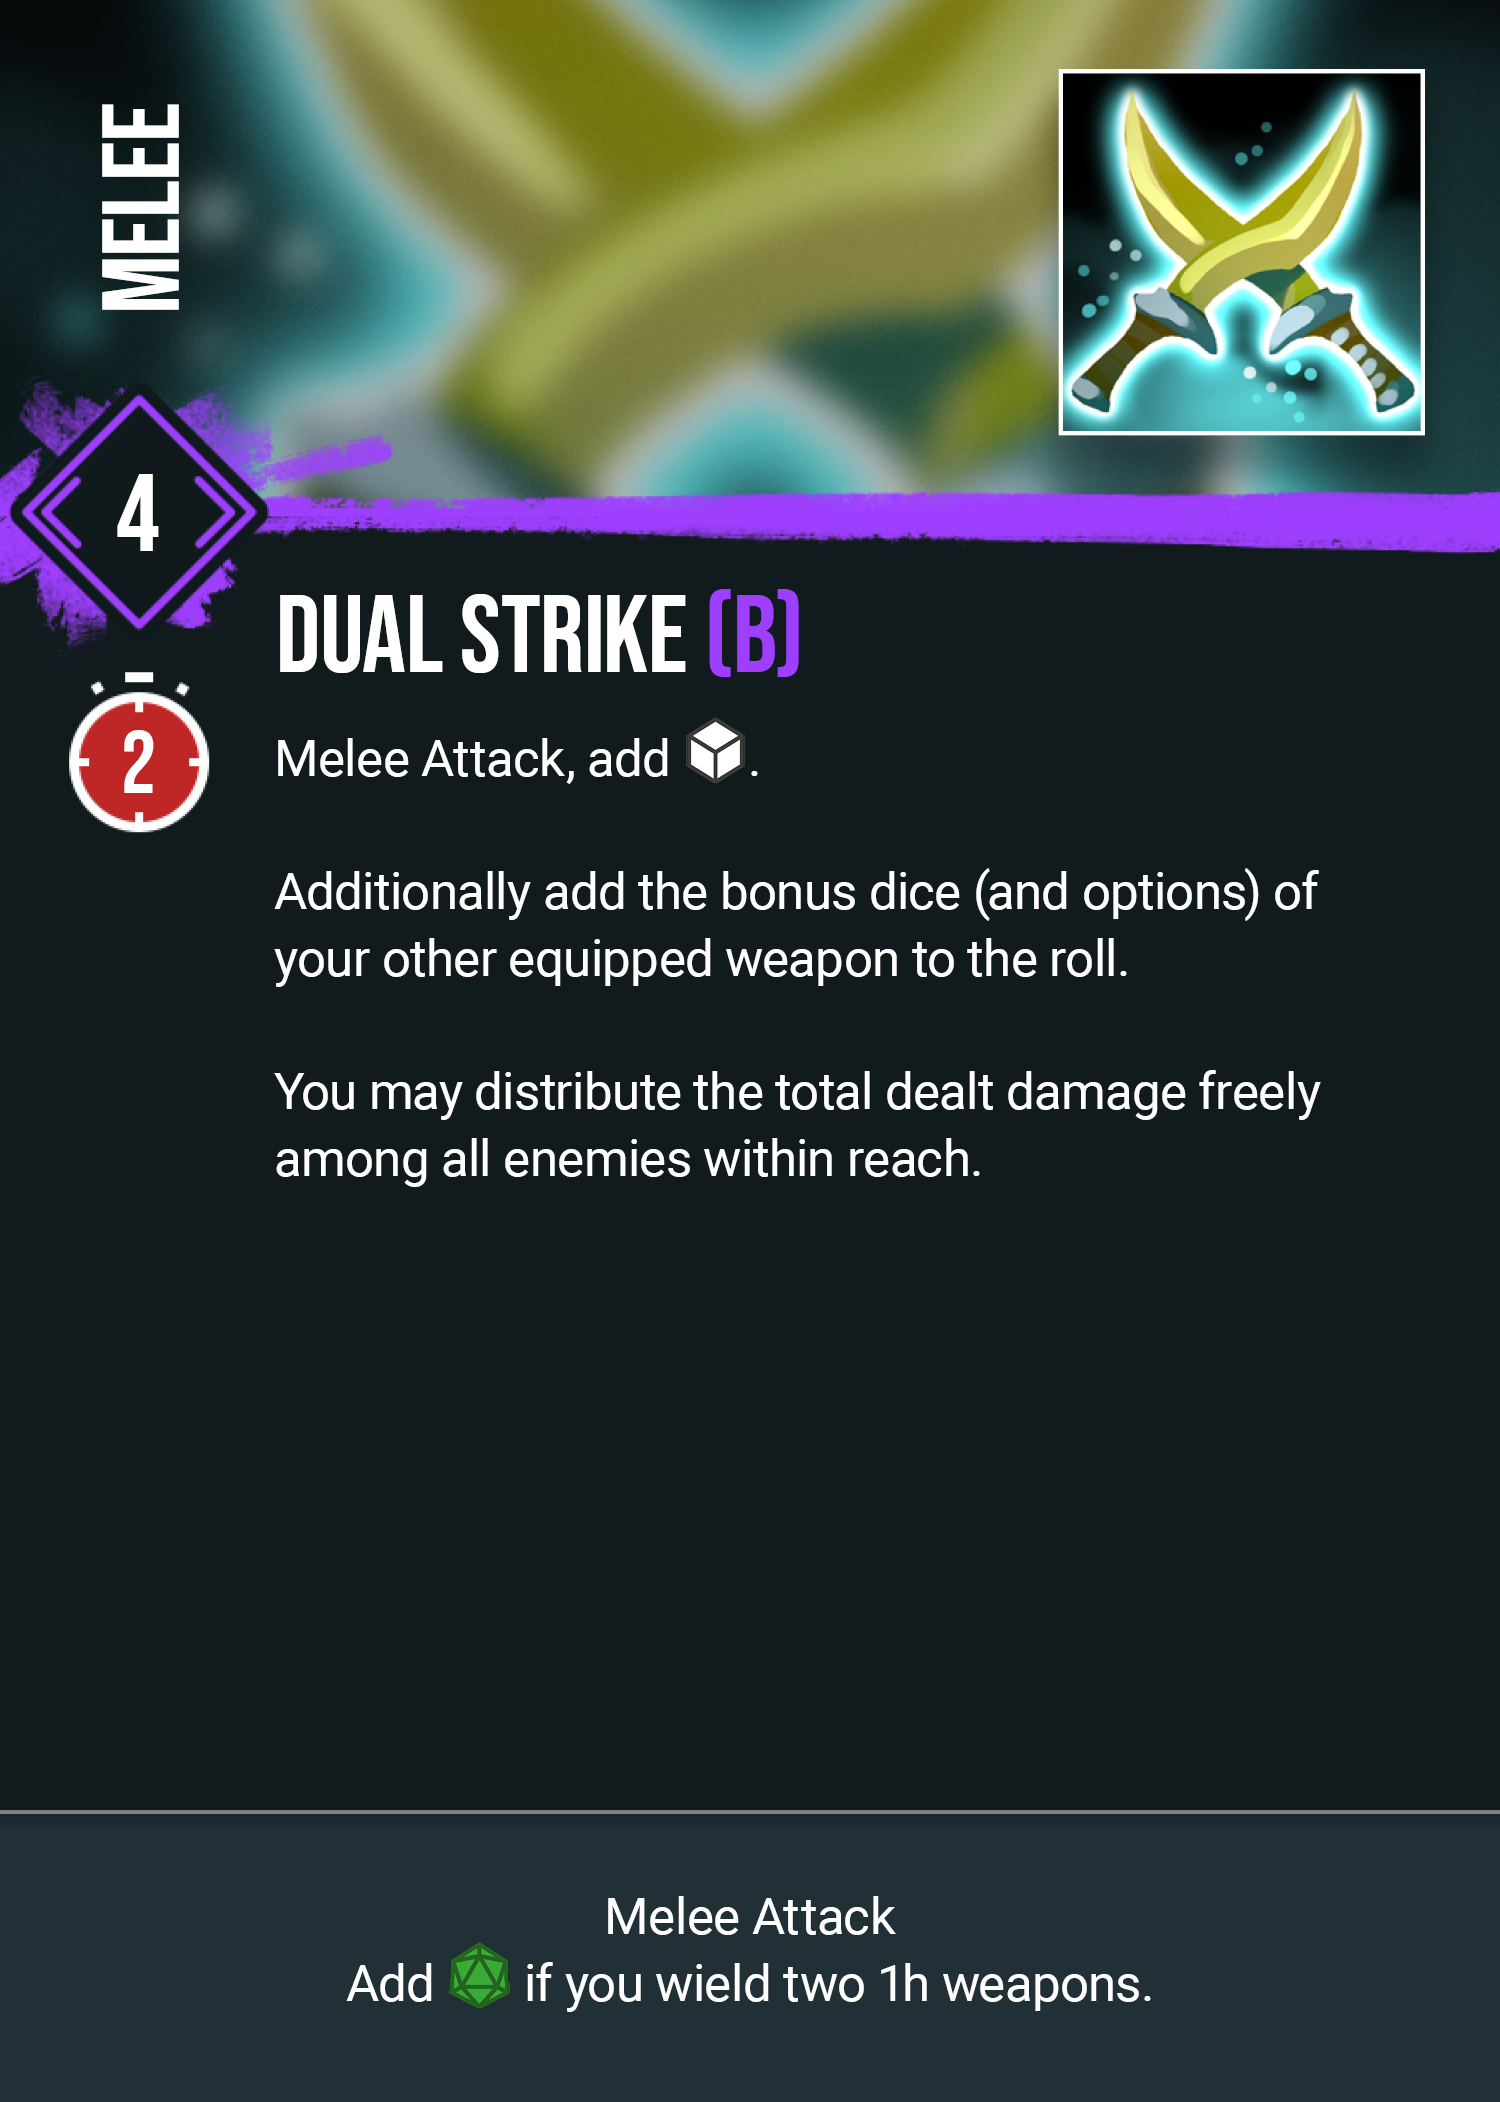 MELEE
4
DUAL STRIKE (B)
2
Melee Attack, add .
Additionally add the bonus dice (and options) of
your other equipped weapon to the roll.
You may distribute the total dealt damage freely
among all enemies within reach.
Melee Attack
Add if you wield two 1h weapons.